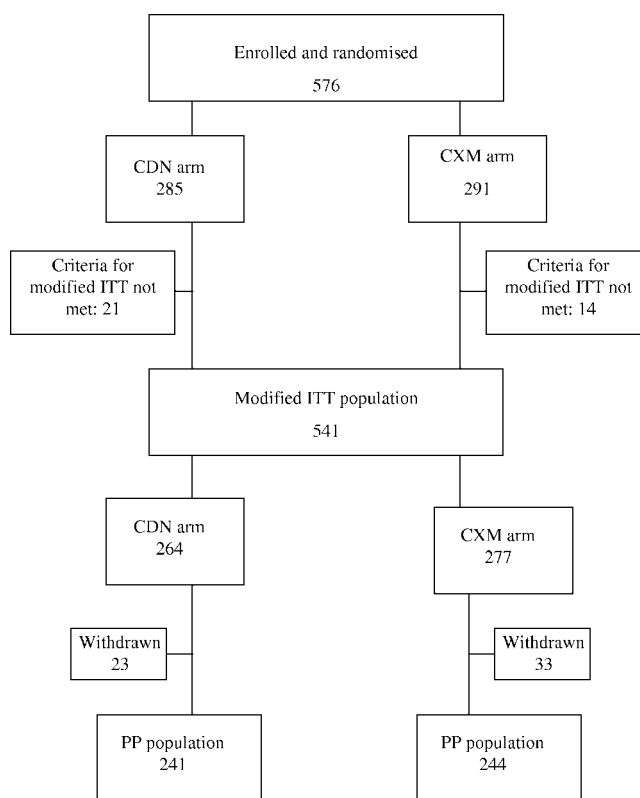 Enrolled and randomised
576
CDN arm
285
CXM arm
291
Criteria for
modified ITT not
met: 21
Criteria for
modified ITT not
met: 14
Modified ITT population
541
CDN arm
264
CXM arm
277
Withdrawn
23
Withdrawn
33
PP population
241
PP population
244